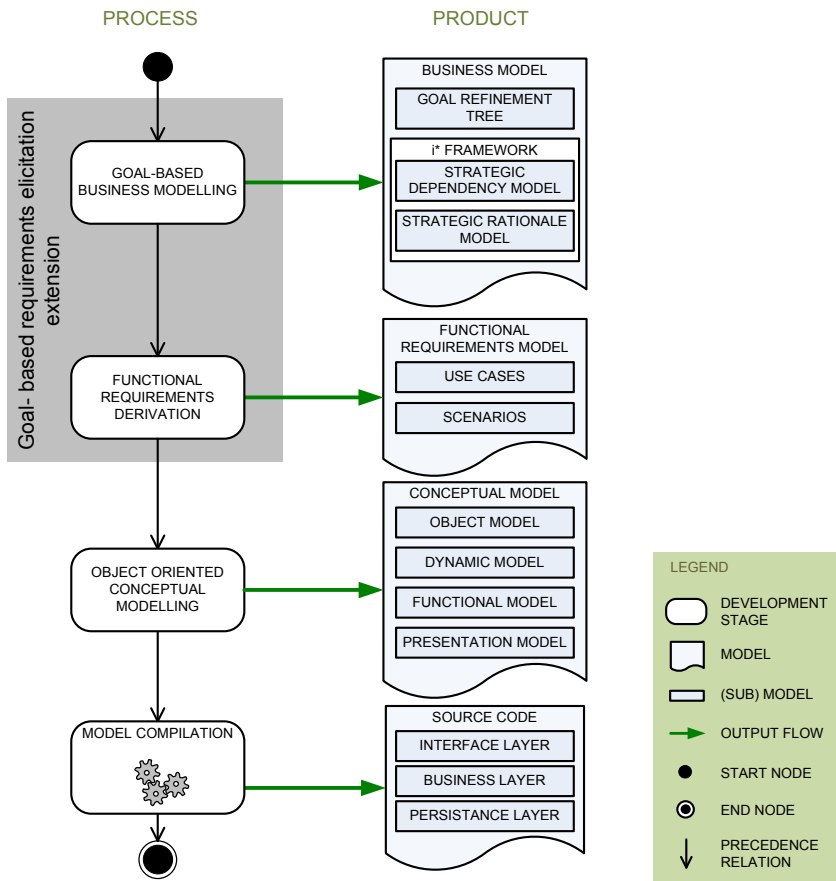 PROCESS
PRODUCT
Goal- based requirements elicitation
extension
GOAL-BASED
BUSINESS MODELLING
BUSINESS MODEL
GOAL REFINEMENT
TREE
i* FRAMEWORK
STRATEGIC
DEPENDENCY MODEL
STRATEGIC RATIONALE
MODEL
FUNCTIONAL
REQUIREMENTS
DERIVATION
FUNCTIONAL
REQUIREMENTS MODEL
USE CASES
SCENARIOS
OBJECT ORIENTED
CONCEPTUAL
MODELLING
CONCEPTUAL MODEL
OBJECT MODEL
DYNAMIC MODEL
FUNCTIONAL MODEL
PRESENTATION MODEL
MODEL COMPILATION
SOURCE CODE
INTERFACE LAYER
BUSINESS LAYER
PERSISTANCE LAYER
LEGEND
DEVELOPMENT
STAGE
MODEL
(SUB) MODEL
OUTPUT FLOW
START NODE
END NODE
PRECEDENCE
RELATION